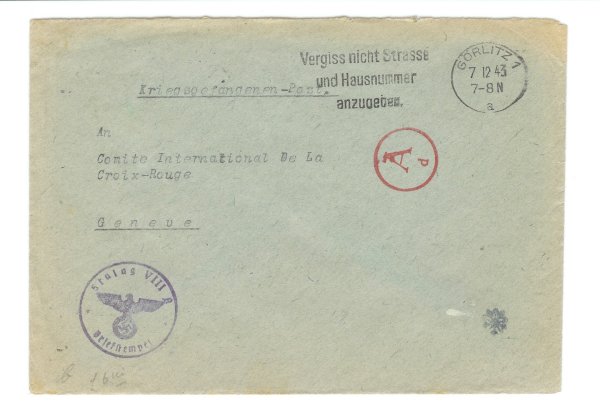 Vergiss nicht Strasse
und Hausnummer
anzugeben.
GÖRLITZ 1
7 12 43
7-8 N
a
Kriegsgefangenen-Post.
An
Comite International De La
Croix-Rouge
Geneve
A d
Stalag VIII A
Briefstempel